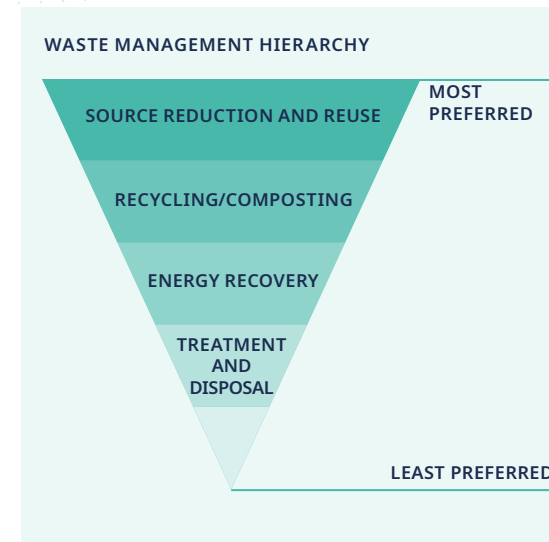 WASTE MANAGEMENT HIERARCHY
MOST
PREFERRED
SOURCE REDUCTION AND REUSE
RECYCLING/COMPOSTING
ENERGY RECOVERY
TREATMENT
AND
DISPOSAL
LEAST PREFERRED